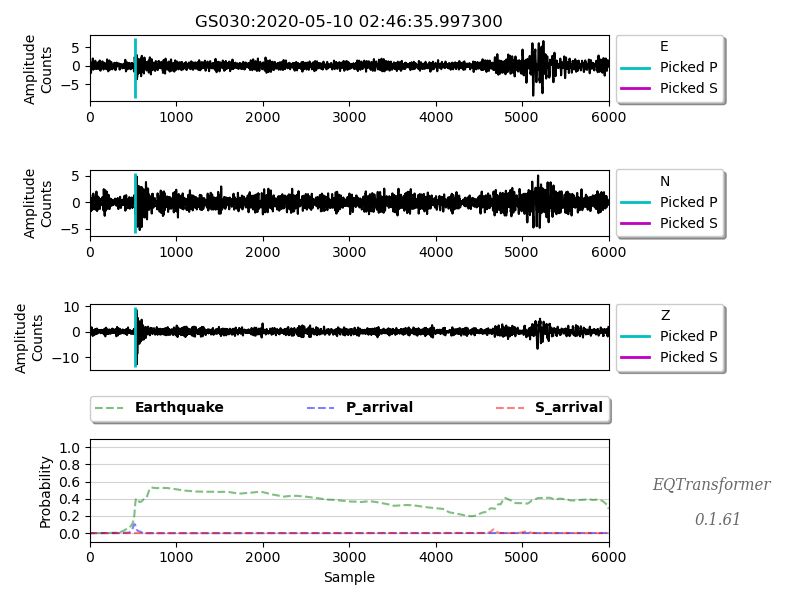 GS030:2020-05-10 02:46:35.997300
Amplitude
Counts
5
0
−5
0 1000 2000 3000 4000 5000 6000
E
Picked P
Picked S
Amplitude
Counts
5
0
−5
0 1000 2000 3000 4000 5000 6000
N
Picked P
Picked S
Amplitude
Counts
10
0
−10
Z
Picked P
Picked S
Earthquake P_arrival S_arrival
Probability
1.0
0.8
0.6
0.4
0.2
0.0
0 1000 2000 3000 4000 5000 6000
Sample
EQTransformer
0.1.61